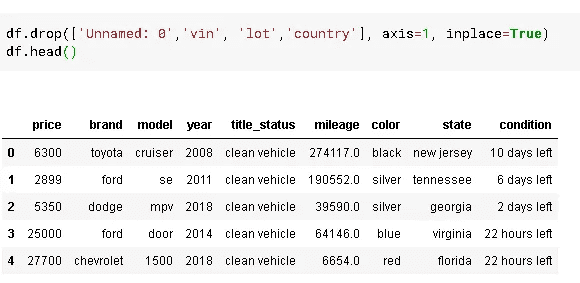 df.drop(['Unnamed: 0','vin', 'lot','country'], axis=1, inplace=True)
df.head()
price brand model year title_status mileage color state condition
0 6300 toyota cruiser 2008 clean vehicle 274117.0 black new jersey 10 days left
1 2899 ford se 2011 clean vehicle 190552.0 silver tennessee 6 days left
2 5350 dodge mpv 2018 clean vehicle 39590.0 silver georgia 2 days left
3 25000 ford door 2014 clean vehicle 64146.0 blue virginia 22 hours left
4 27700 chevrolet 1500 2018 clean vehicle 6654.0 red florida 22 hours left